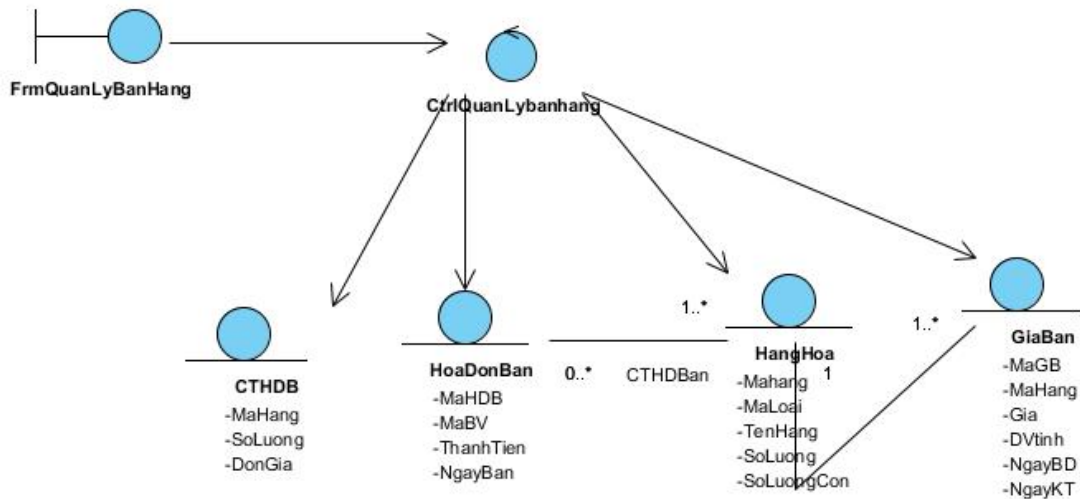 FrmQuanLyBanHang
CtrlQuanLybanhang
CTHDB
-MaHang
-SoLuong
-DonGia
HoaDonBan
-MaHDB
-MaBV
-ThanhTien
-NgayBan
0..*
CTHDBan
1..*
HangHoa
1
-Mahang
-MaLoai
-TenHang
-SoLuong
-SoLuongCon
1..*
GiaBan
-MaGB
-MaHang
-Gia
-DVtinh
-NgayBD
-NgayKT